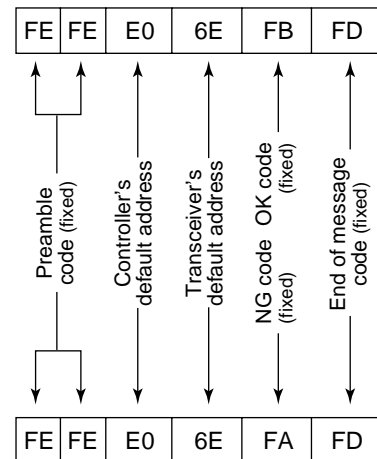 FE FE E0 6E FB FD
Preamble
code (fixed)
Controller's
default address
Transceiver's
default address
OK code
(fixed)
NG code
(fixed)
End of message
code (fixed)
FE FE E0 6E FA FD